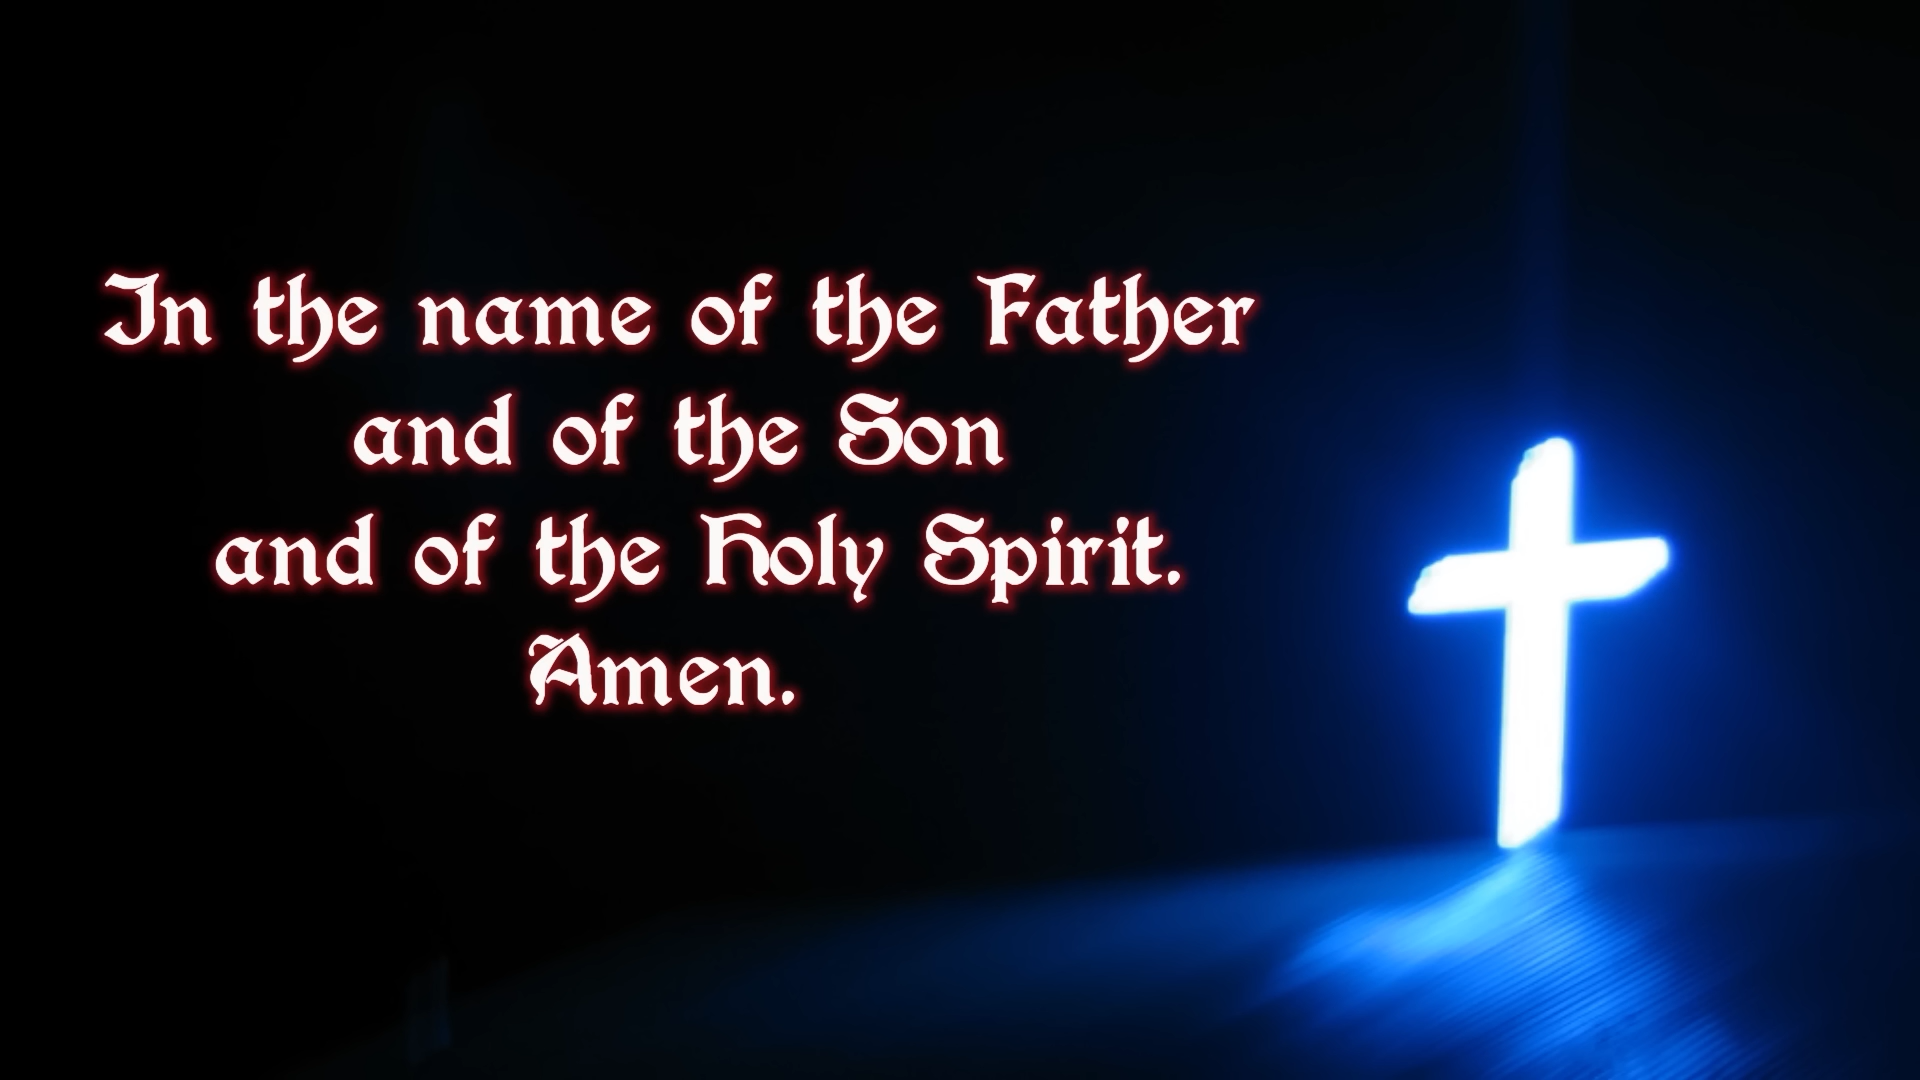 In the name of the Father
and of the Son
and of the Holy Spirit.
Amen.